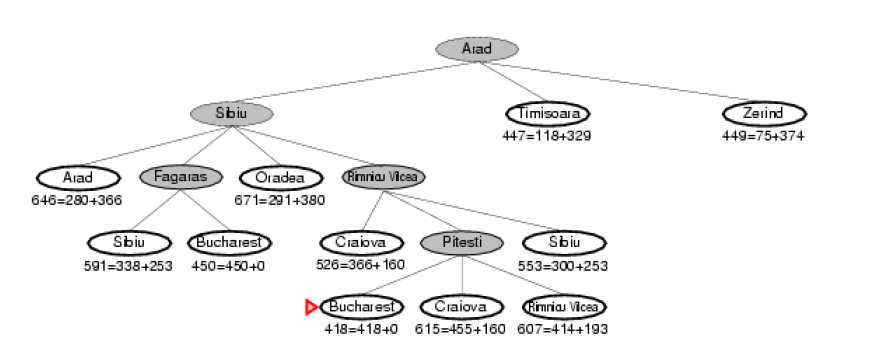 Arad
Sibiu
Timisoara
Zerind
447=118+329
449=75+374
Arad
Fagaras
Oradea
Rimnicu Vilcea
646=280+366
671=291+380
Sibiu
Bucharest
Craiova
Pitesti
Sibiu
591=338+253
450=450+0
526=366+160
553=300+253
Bucharest
Craiova
Rimnicu Vilcea
418=418+0
615=455+160
607=414+193